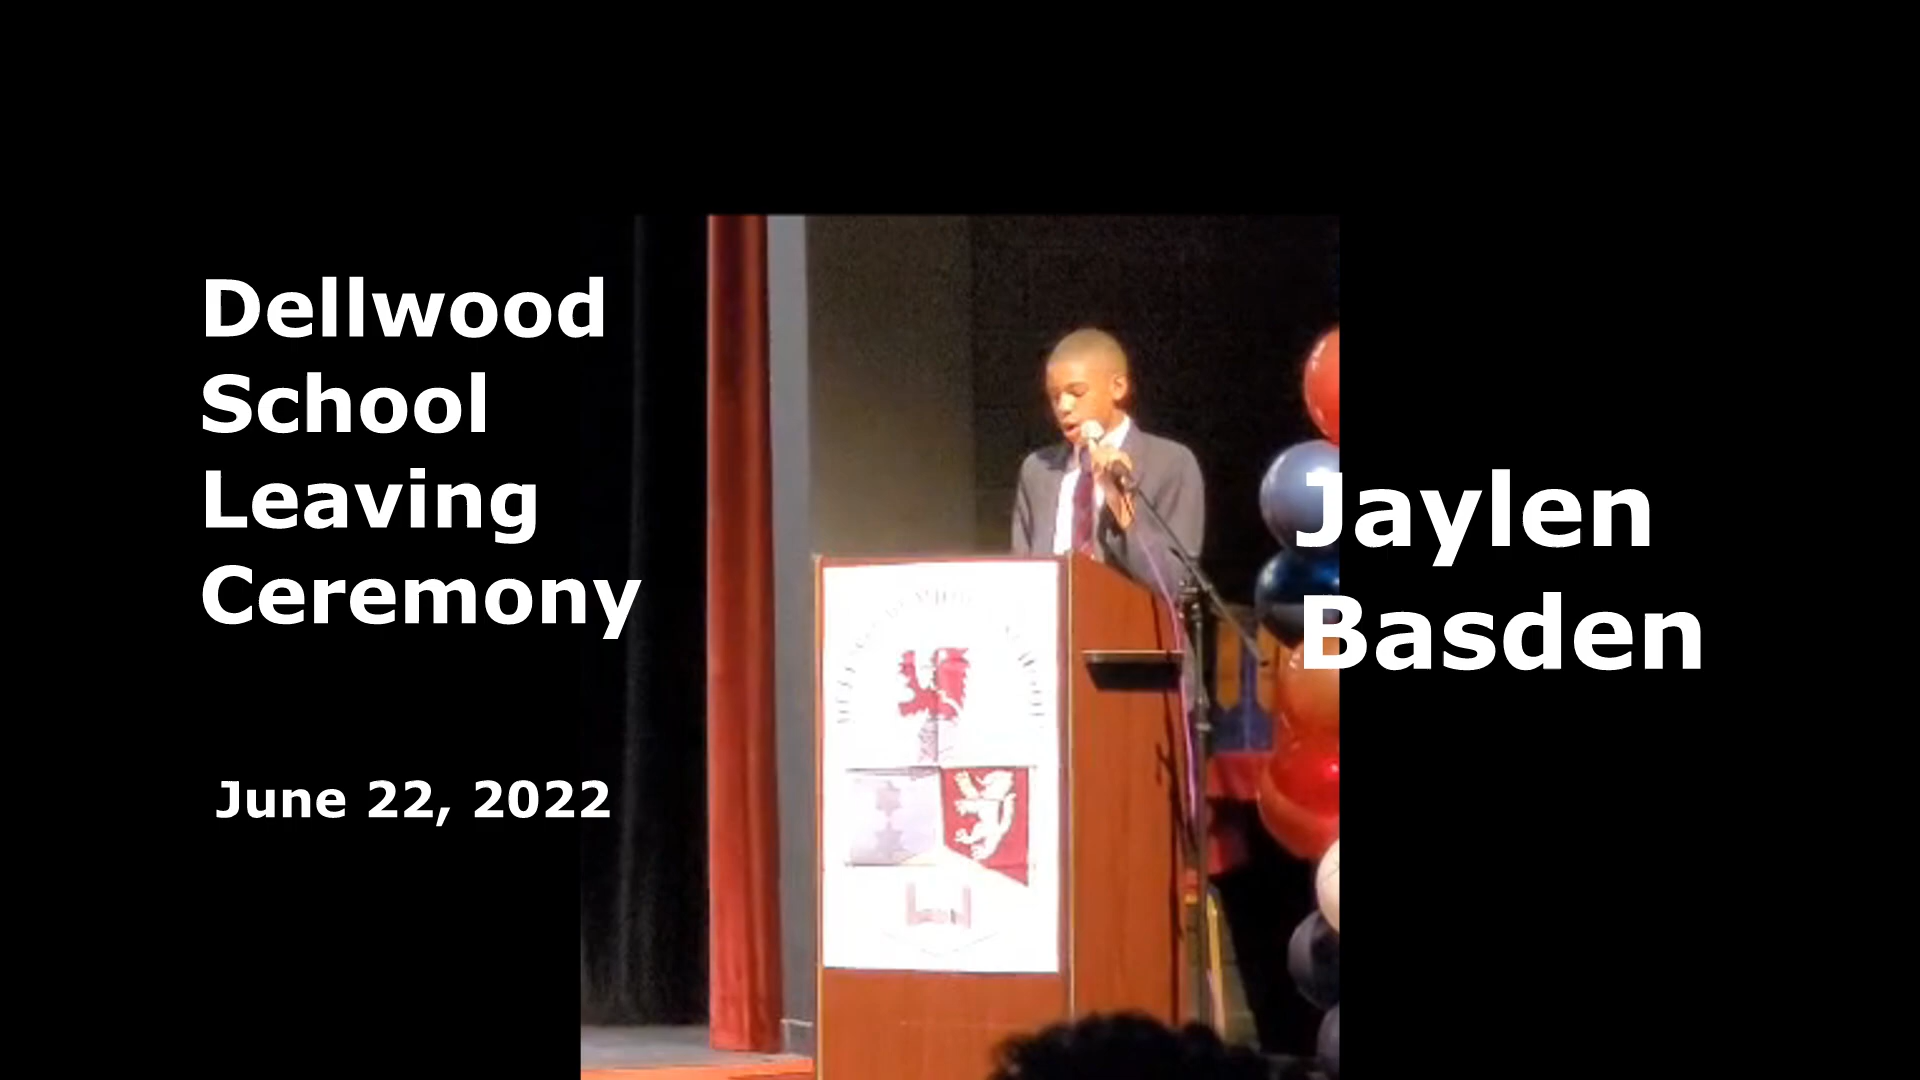 Dellwood
School
Leaving
Ceremony
June 22, 2022
Jaylen
Basden